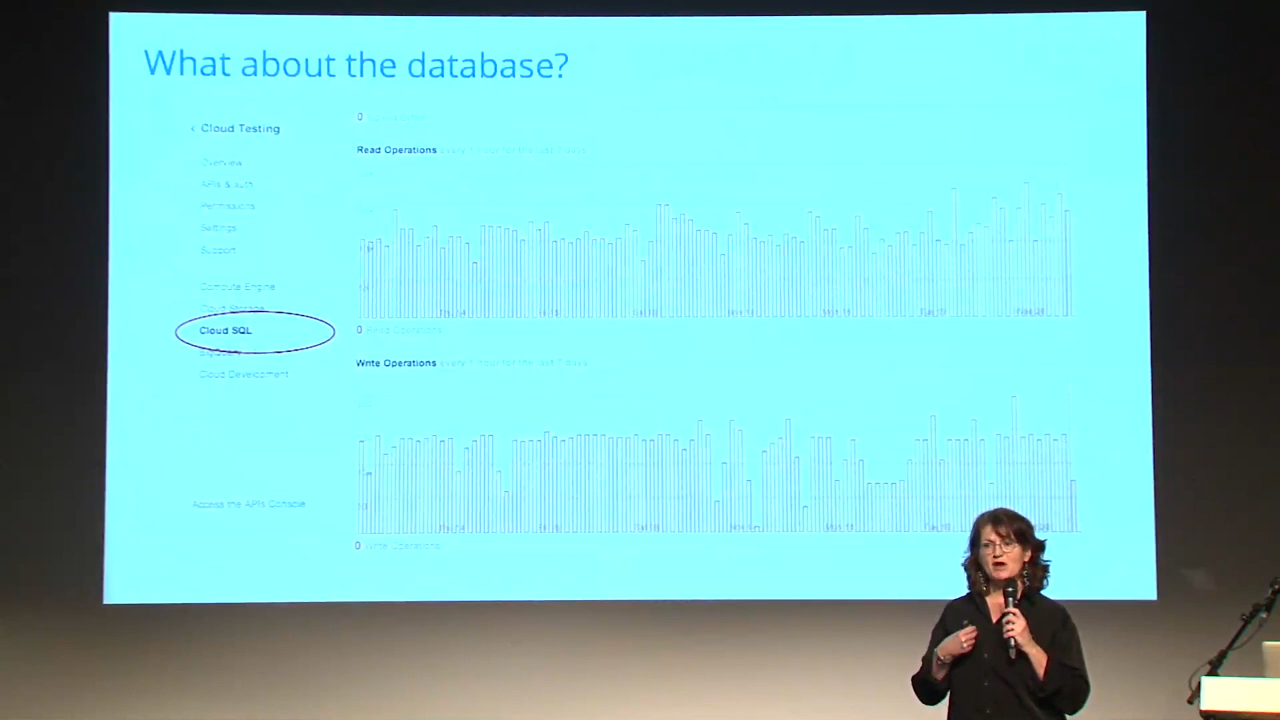 What about the database?
‹ Cloud Testing
Overview
APIs & auth
Permissions
Settings
Support
Compute Engine
Cloud Storage
Cloud SQL
BigQuery
Cloud Development
Access the APIs Console
0
Read Operations every 1 hour for the last 7 days
0 Read Operations
Write Operations every 1 hour for the last 7 days
0 Write Operations